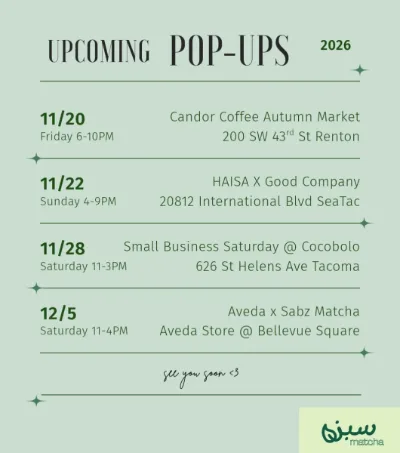 UPCOMING POP-UPS 2026
11/20 Candor Coffee Autumn Market
Friday 6-10PM 200 SW 43rd St Renton
11/22 HAISA X Good Company
Sunday 4-9PM 20812 International Blvd SeaTac
11/28 Small Business Saturday @ Cocobolo
Saturday 11-3PM 626 St Helens Ave Tacoma
12/5 Aveda x Sabz Matcha
Saturday 11-4PM Aveda Store @ Bellevue Square
see you soon <3
سبز
matcha